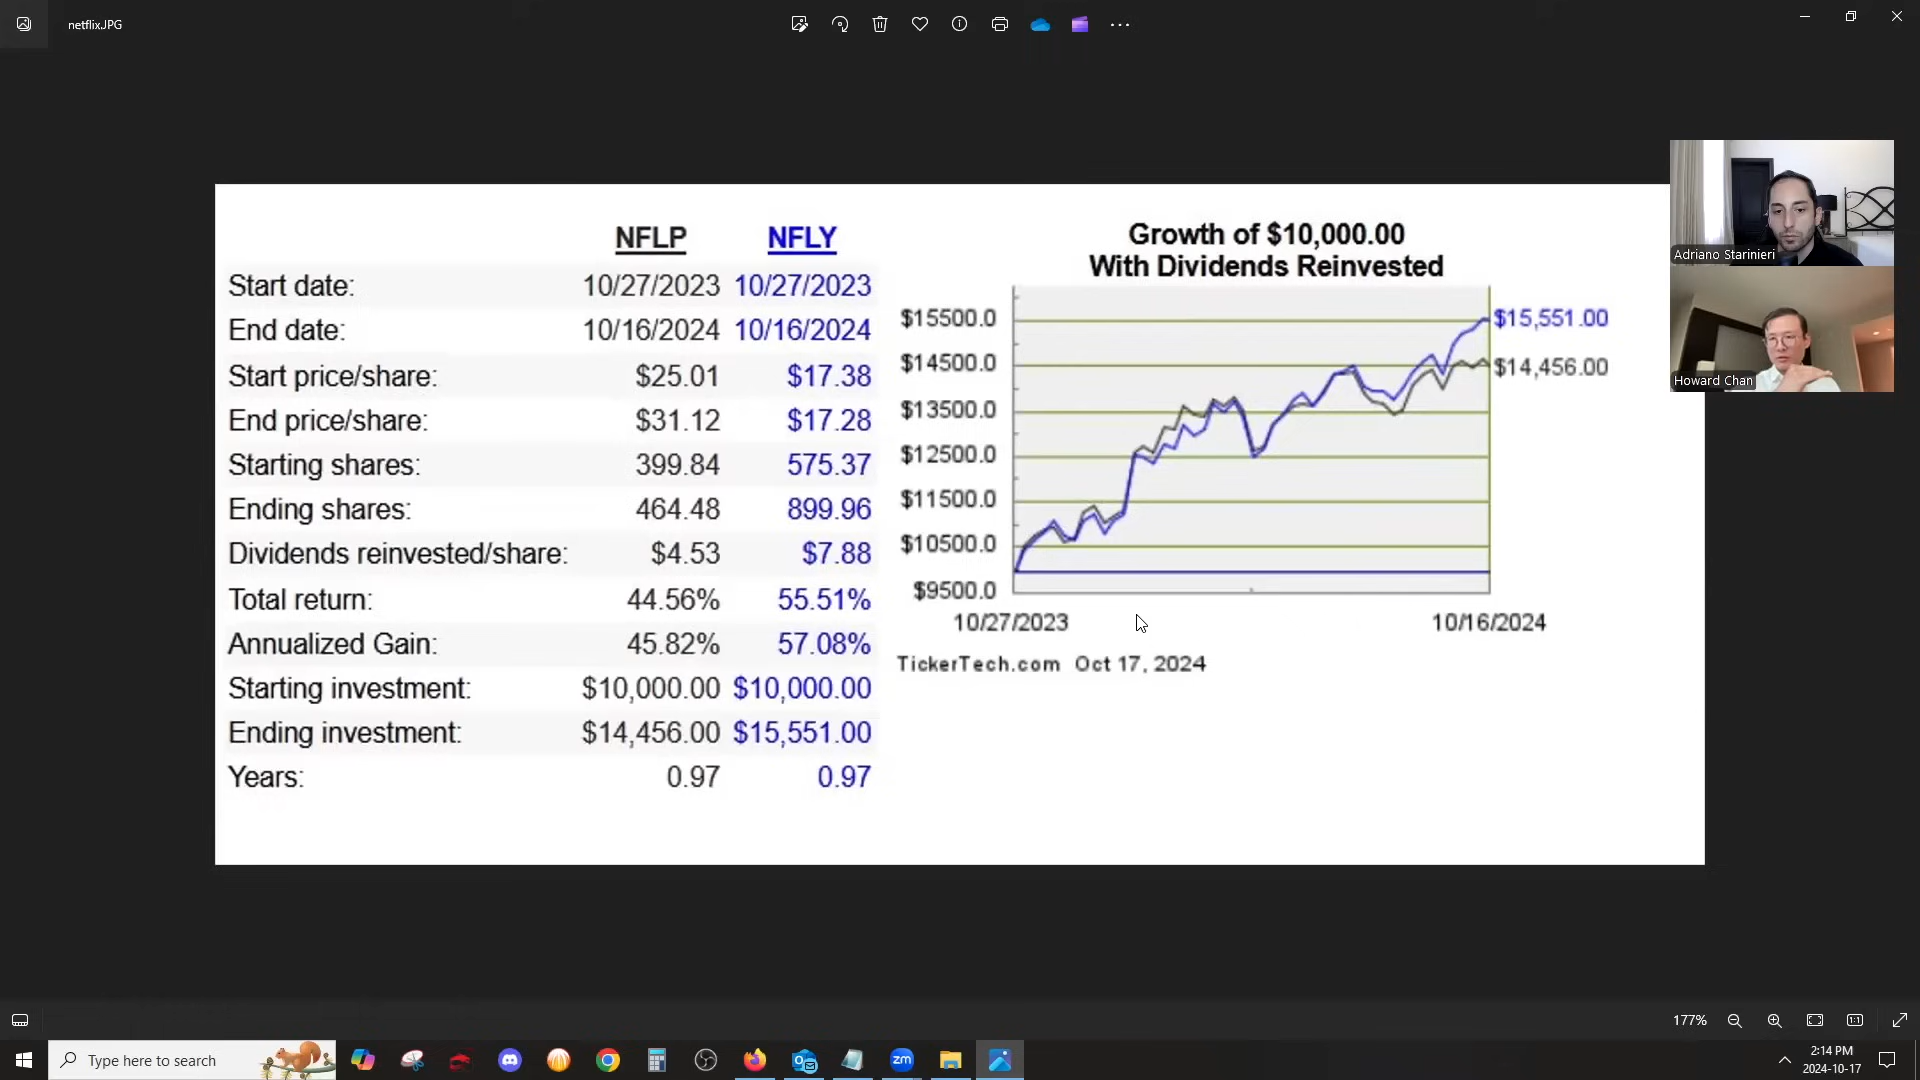 netflix.JPG
NFLP NFLY
Start date: 10/27/2023 10/27/2023
End date: 10/16/2024 10/16/2024
Start price/share: $25.01 $17.38
End price/share: $31.12 $17.28
Starting shares: 399.84 575.37
Ending shares: 464.48 899.96
Dividends reinvested/share: $4.53 $7.88
Total return: 44.56% 55.51%
Annualized Gain: 45.82% 57.08%
Starting investment: $10,000.00 $10,000.00
Ending investment: $14,456.00 $15,551.00
Years: 0.97 0.97
Growth of $10,000.00
With Dividends Reinvested
$15500.0
$14500.0
$13500.0
$12500.0
$11500.0
$10500.0
$9500.0
$15,551.00
$14,456.00
10/27/2023 10/16/2024
TickerTech.com Oct 17, 2024
Adriano Starinieri
Howard Chan
177%
1:1
Type here to search
zm
2:14 PM
2024-10-17